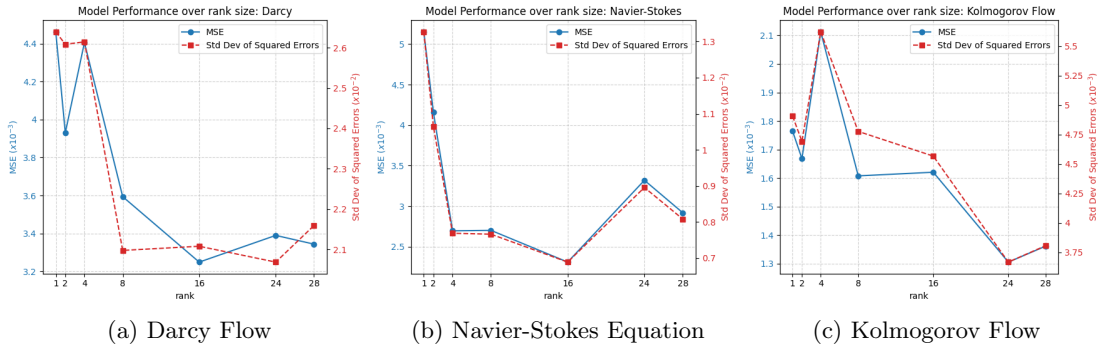 Model Performance over rank size: Darcy
MSE
Std Dev of Squared Errors
4.4
4.2
4
3.8
3.6
3.4
3.2
MSE (x10⁻³)
2.6
2.5
2.4
2.3
2.2
2.1
Std Dev of Squared Errors (x10⁻²)
1 2 4 8 16 24 28
rank
(a) Darcy Flow
Model Performance over rank size: Navier-Stokes
MSE
Std Dev of Squared Errors
5
4.5
4
3.5
3
2.5
MSE (x10⁻³)
1.3
1.2
1.1
1
0.9
0.8
0.7
Std Dev of Squared Errors (x10⁻²)
1 2 4 8 16 24 28
rank
(b) Navier-Stokes Equation
Model Performance over rank size: Kolmogorov Flow
MSE
Std Dev of Squared Errors
2.1
2
1.9
1.8
1.7
1.6
1.5
1.4
1.3
MSE (x10⁻³)
5.5
5.25
5
4.75
4.5
4.25
4
3.75
Std Dev of Squared Errors (x10⁻²)
1 2 4 8 16 24 28
rank
(c) Kolmogorov Flow